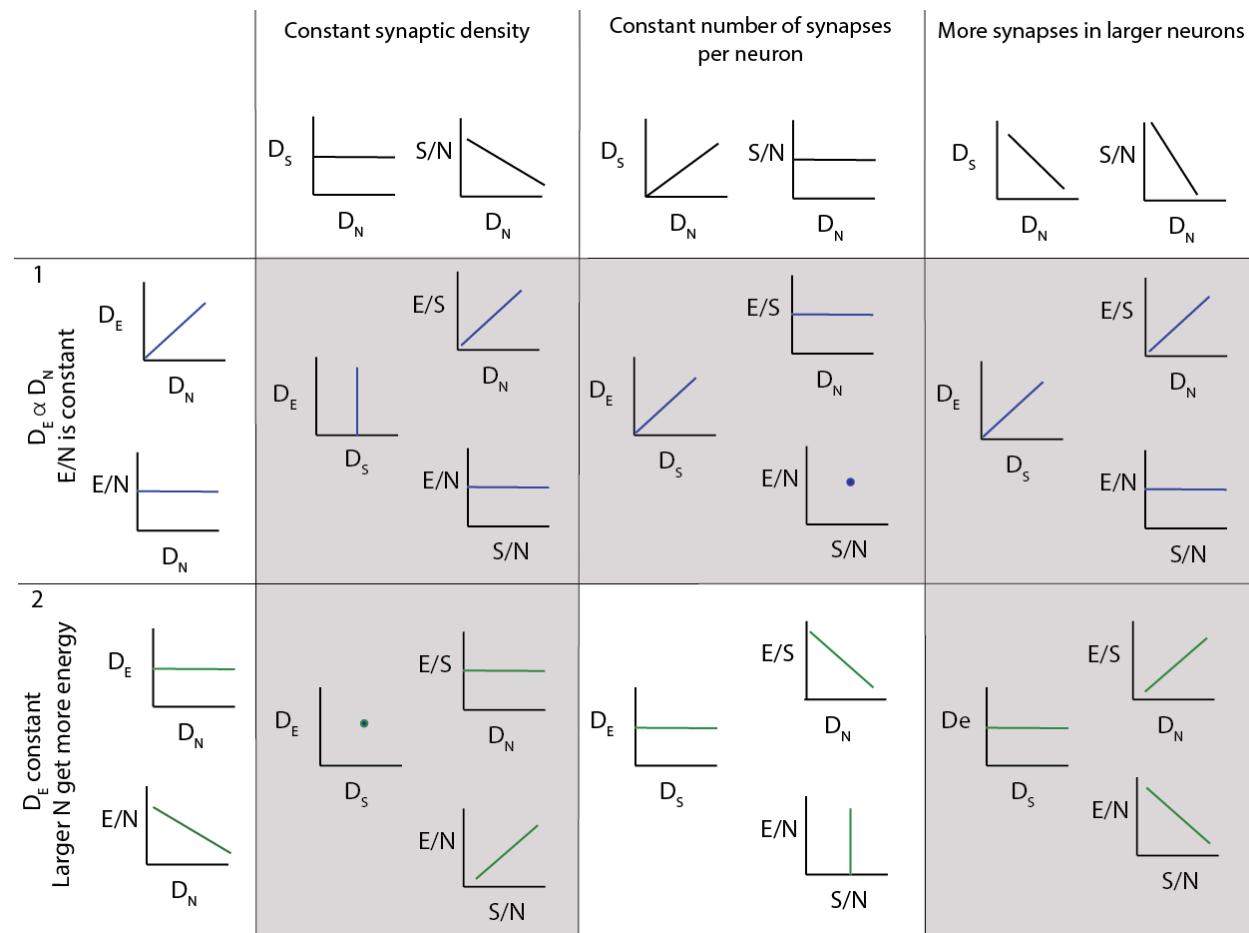 Constant synaptic density
Constant number of synapses
per neuron
More synapses in larger neurons
D_S
D_N
S/N
D_N
D_S
D_N
S/N
D_N
D_S
D_N
S/N
D_N
1
D_E α D_N
E/N is constant
D_E
D_N
E/N
D_N
E/S
D_N
D_E
D_S
E/N
S/N
E/S
D_N
D_E
D_S
E/N
S/N
E/S
D_N
D_E
D_S
E/N
S/N
2
D_E constant
Larger N get more energy
D_E
D_N
E/N
D_N
E/S
D_N
D_E
D_S
E/N
S/N
E/S
D_N
D_E
D_S
E/N
S/N
E/S
D_N
De
D_S
E/N
S/N